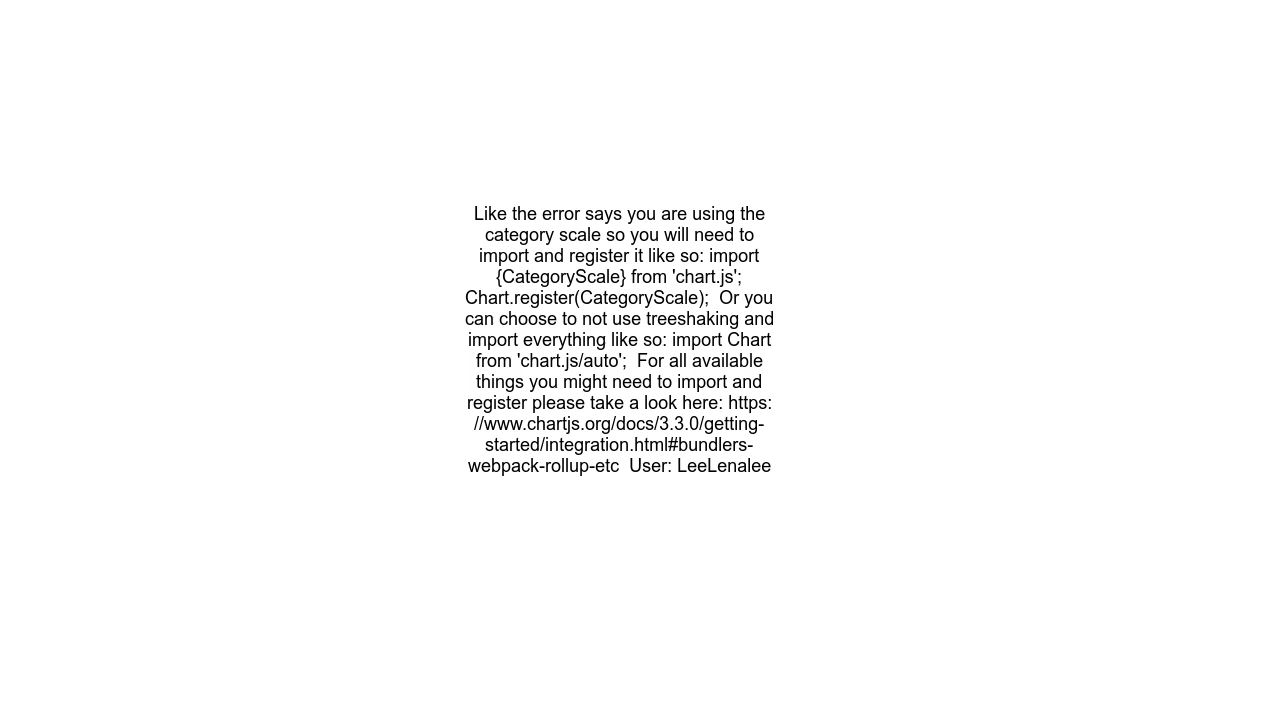 Like the error says you are using the
category scale so you will need to
import and register it like so: import
{CategoryScale} from 'chart.js';
Chart.register(CategoryScale);  Or you
can choose to not use treeshaking and
import everything like so: import Chart
from 'chart.js/auto';  For all available
things you might need to import and
register please take a look here: https:
//www.chartjs.org/docs/3.3.0/getting-
started/integration.html#bundlers-
webpack-rollup-etc  User: LeeLenalee